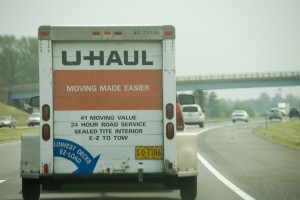 U-HAUL
MOVING MADE EASIER
#1 MOVING VALUE
24 HOUR ROAD SERVICE
SEALED TITE INTERIOR
E-Z TO TOW
LOWEST DECKS
EZ-LOAD